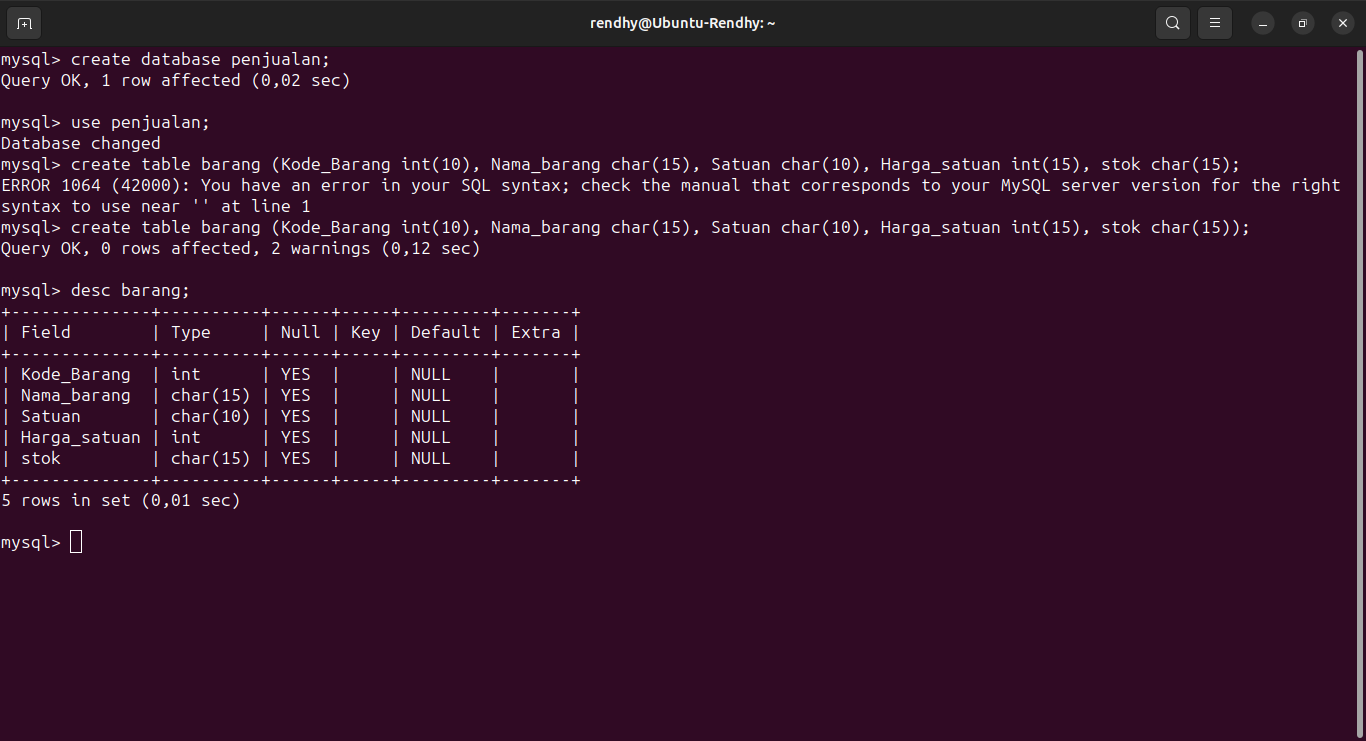 rendhy@Ubuntu-Rendhy: ~
mysql> create database penjualan;
Query OK, 1 row affected (0,02 sec)
mysql> use penjualan;
Database changed
mysql> create table barang (Kode_Barang int(10), Nama_barang char(15), Satuan char(10), Harga_satuan int(15), stok char(15);
ERROR 1064 (42000): You have an error in your SQL syntax; check the manual that corresponds to your MySQL server version for the right
syntax to use near '' at line 1
mysql> create table barang (Kode_Barang int(10), Nama_barang char(15), Satuan char(10), Harga_satuan int(15), stok char(15));
Query OK, 0 rows affected, 2 warnings (0,12 sec)
mysql> desc barang;
+--------------+----------+------+-----+---------+-------+
| Field        | Type     | Null | Key | Default | Extra |
+--------------+----------+------+-----+---------+-------+
| Kode_Barang  | int      | YES  |     | NULL    |       |
| Nama_barang  | char(15) | YES  |     | NULL    |       |
| Satuan       | char(10) | YES  |     | NULL    |       |
| Harga_satuan | int      | YES  |     | NULL    |       |
| stok         | char(15) | YES  |     | NULL    |       |
+--------------+----------+------+-----+---------+-------+
5 rows in set (0,01 sec)
mysql>